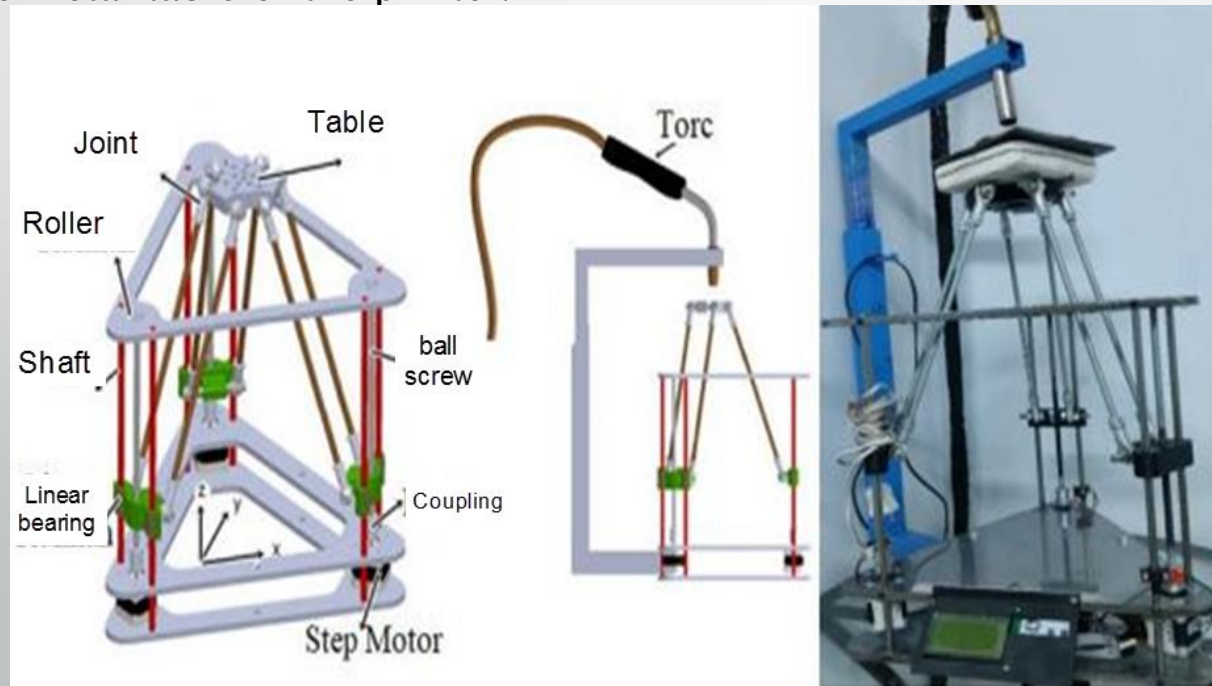 Table
Joint
Torc
Roller
Shaft
ball
screw
Linear
bearing
Coupling
z
y
x
Step Motor